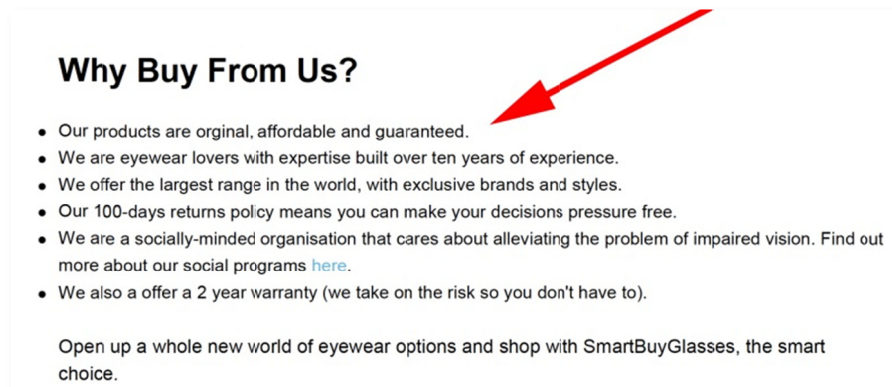 Why Buy From Us?
• Our products are orginal, affordable and guaranteed.
• We are eyewear lovers with expertise built over ten years of experience.
• We offer the largest range in the world, with exclusive brands and styles.
• Our 100-days returns policy means you can make your decisions pressure free.
• We are a socially-minded organisation that cares about alleviating the problem of impaired vision. Find out
more about our social programs here.
• We also a offer a 2 year warranty (we take on the risk so you don't have to).
Open up a whole new world of eyewear options and shop with SmartBuyGlasses, the smart
choice.